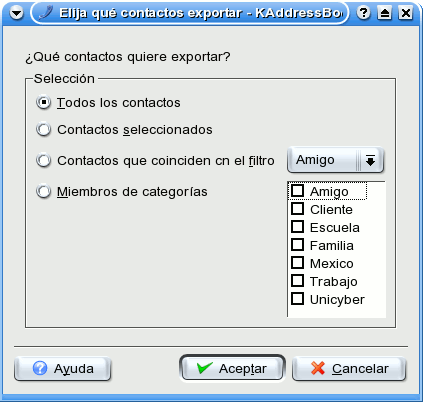 Elija qué contactos exportar - KAddressBo
¿Qué contactos quiere exportar?
Selección
Todos los contactos
Contactos seleccionados
Contactos que coinciden cn el filtro
Amigo
Miembros de categorías
Amigo
Cliente
Escuela
Familia
Mexico
Trabajo
Unicyber
Ayuda
Aceptar
Cancelar